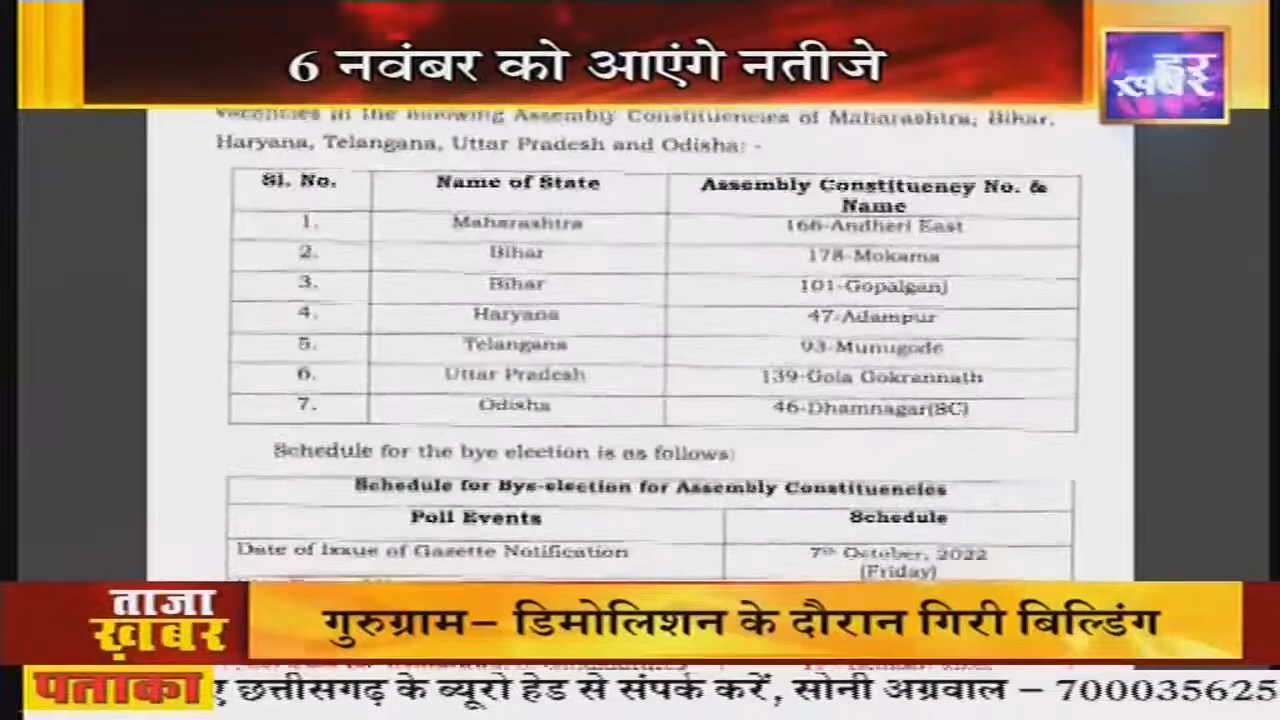 6 नवंबर को आएंगे नतीजे
हर
ख़बर
vacancies in the following Assembly Constituencies of Maharashtra, Bihar,
Haryana, Telangana, Uttar Pradesh and Odisha: -
Sl. No. Name of State Assembly Constituency No. &
Name
1. Maharashtra 166-Andheri East
2. Bihar 178-Mokama
3. Bihar 101-Gopalganj
4. Haryana 47-Adampur
5. Telangana 93-Munugode
6. Uttar Pradesh 139-Gola Gokrannath
7. Odisha 46-Dhamnagar(SC)
Schedule for the bye election is as follows:
Schedule for Bye-election for Assembly Constituencies
Poll Events Schedule
Date of Issue of Gazette Notification 7th October, 2022
(Friday)
ताजा
ख़बर
गुरुग्राम– डिमोलिशन के दौरान गिरी बिल्डिंग
पताका
ए छत्तीसगढ़ के ब्यूरो हेड से संपर्क करें, सोनी अग्रवाल – 700035625